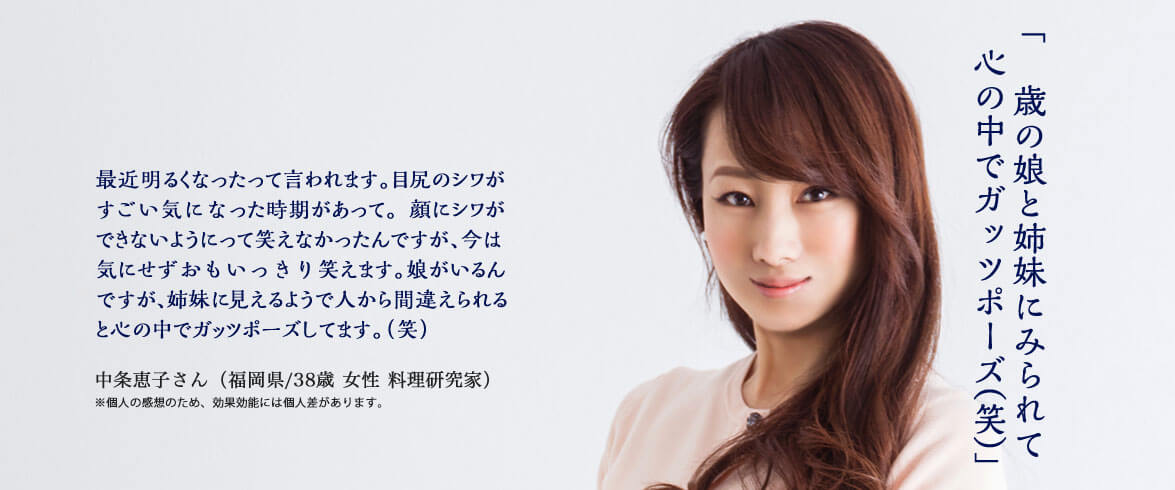 「 歳の娘と姉妹にみられて
心の中でガッツポーズ(笑)」
最近明るくなったって言われます。目尻のシワが
すごい気になった時期があって。 顔にシワが
できないようにって笑えなかったんですが、今は
気にせずおもいっきり笑えます。娘がいるん
ですが、姉妹に見えるようで人から間違えられる
と心の中でガッツポーズしてます。(笑)
中条恵子さん（福岡県/38歳 女性 料理研究家）
※個人の感想のため、効果効能には個人差があります。